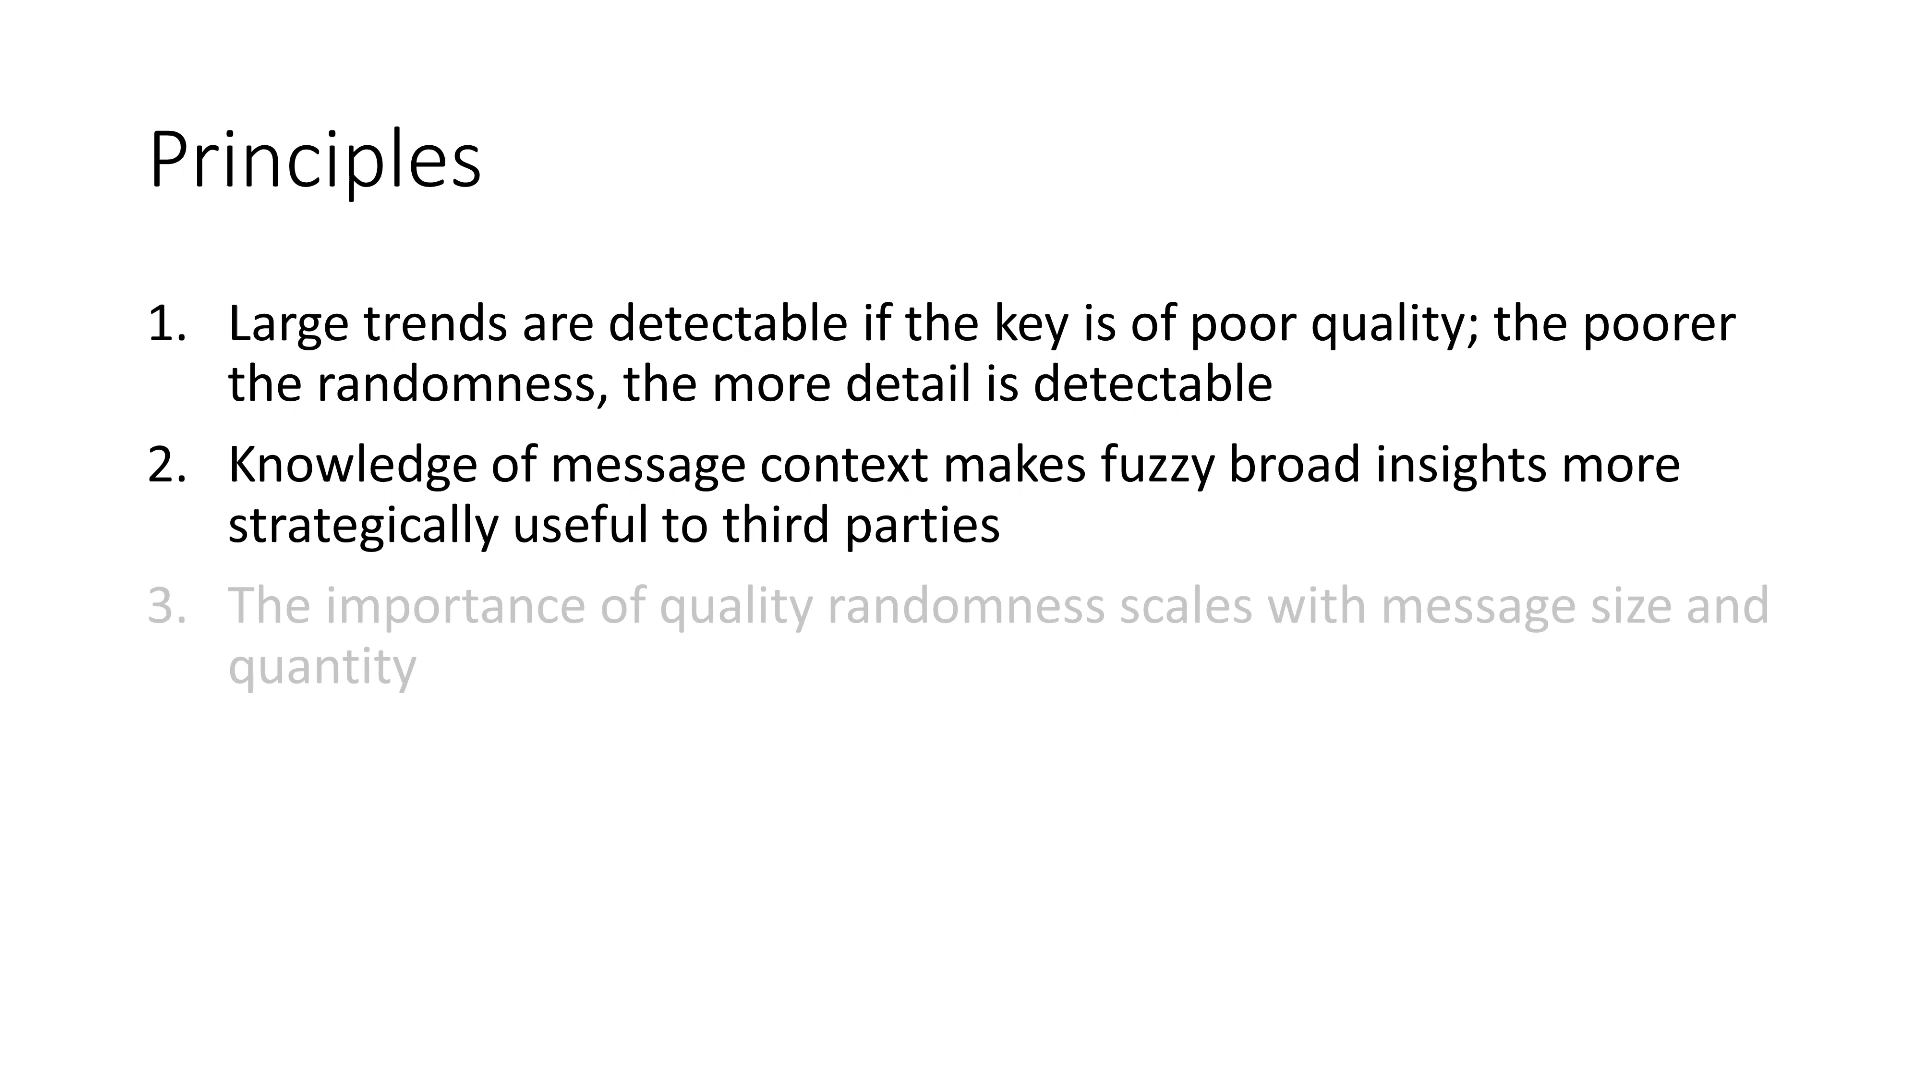 Principles
1. Large trends are detectable if the key is of poor quality; the poorer
the randomness, the more detail is detectable
2. Knowledge of message context makes fuzzy broad insights more
strategically useful to third parties
3. The importance of quality randomness scales with message size and
quantity